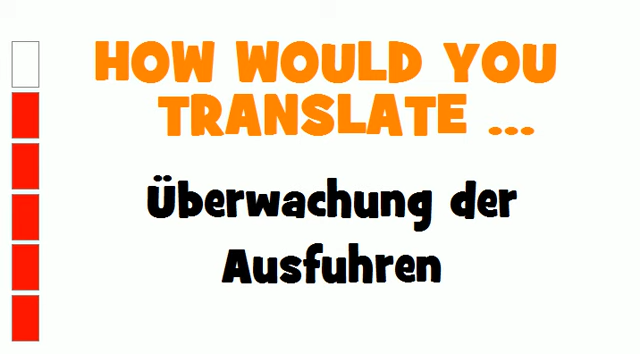 HOW WOULD YOU
TRANSLATE ...
Überwachung der
Ausfuhren